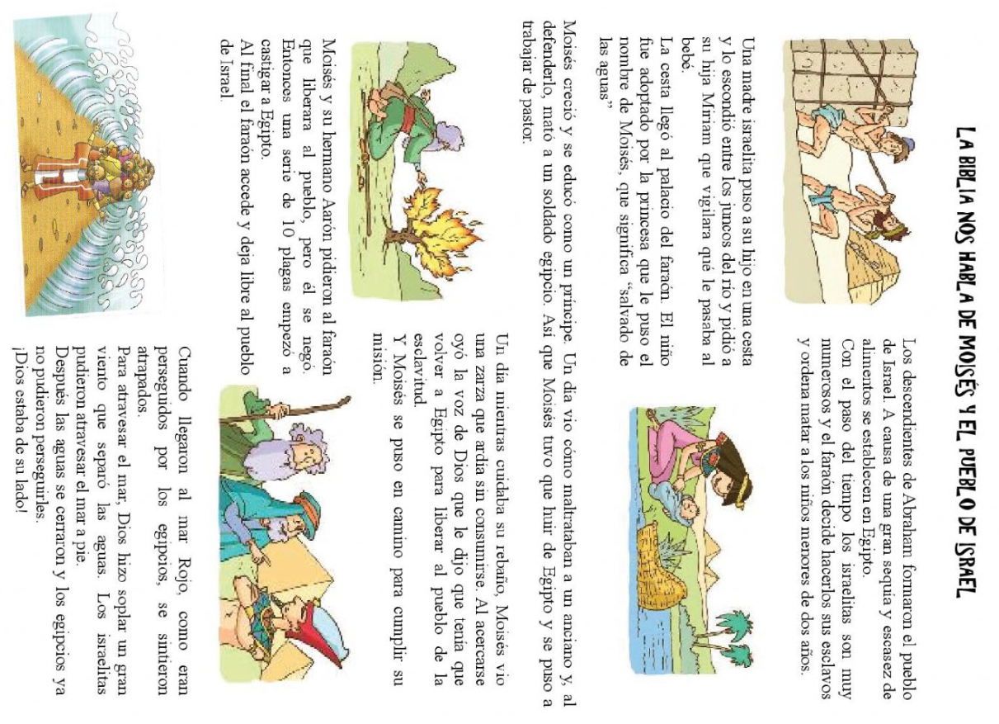 LA BIBLIA NOS HABLA DE MOISÉS Y EL PUEBLO DE ISRAEL
Los descendientes de Abraham formaron el pueblo
de Israel. A causa de una gran sequia y escasez de
alimentos se establecen en Egipto.
Con el paso del tiempo los israelitas son muy
numerosos y el faraón decide hacerlos sus esclavos
y ordena matar a los niños menores de dos años.
Una madre israelita puso a su hijo en una cesta
y lo escondió entre los juncos del río y pidió a
su hija Miriam que vigilara qué le pasaba al
bebé.
La cesta llegó al palacio del faraón. El niño
fue adoptado por la princesa que le puso el
nombre de Moisés, que significa “salvado de
las aguas”
Moisés creció y se educó como un príncipe. Un día vio cómo maltrataban a un anciano y, al
defenderlo, mató a un soldado egipcio. Así que Moisés tuvo que huir de Egipto y se puso a
trabajar de pastor.
Un día mientras cuidaba su rebaño, Moisés vio
una zarza que ardía sin consumirse. Al acercarse
oyó la voz de Dios que le dijo que tenía que
volver a Egipto para liberar al pueblo de la
esclavitud.
Y Moisés se puso en camino para cumplir su
misión.
Moisés y su hermano Aarón pidieron al faraón
que liberara al pueblo, pero él se negó.
Entonces una serie de 10 plagas empezó a
castigar a Egipto.
Al final el faraón accede y deja libre al pueblo
de Israel.
Cuando llegaron al mar Rojo, como eran
perseguidos por los egipcios, se sintieron
atrapados.
Para atravesar el mar, Dios hizo soplar un gran
viento que separó las aguas. Los israelitas
pudieron atravesar el mar a pie.
Después las aguas se cerraron y los egipcios ya
no pudieron perseguirles.
¡Dios estaba de su lado!